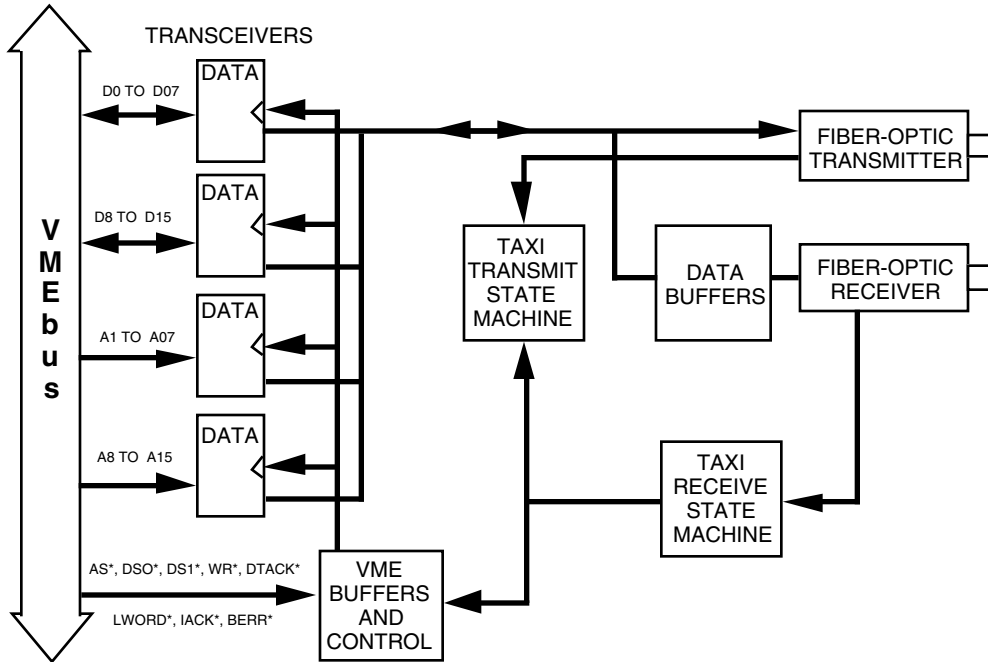 TRANSCEIVERS
DATA
D0 TO D07
DATA
D8 TO D15
DATA
A1 TO A07
DATA
A8 TO A15
VMEbus
AS*, DSO*, DS1*, WR*, DTACK*
LWORD*, IACK*, BERR*
VME
BUFFERS
AND
CONTROL
TAXI
TRANSMIT
STATE
MACHINE
DATA
BUFFERS
FIBER-OPTIC
TRANSMITTER
FIBER-OPTIC
RECEIVER
TAXI
RECEIVE
STATE
MACHINE